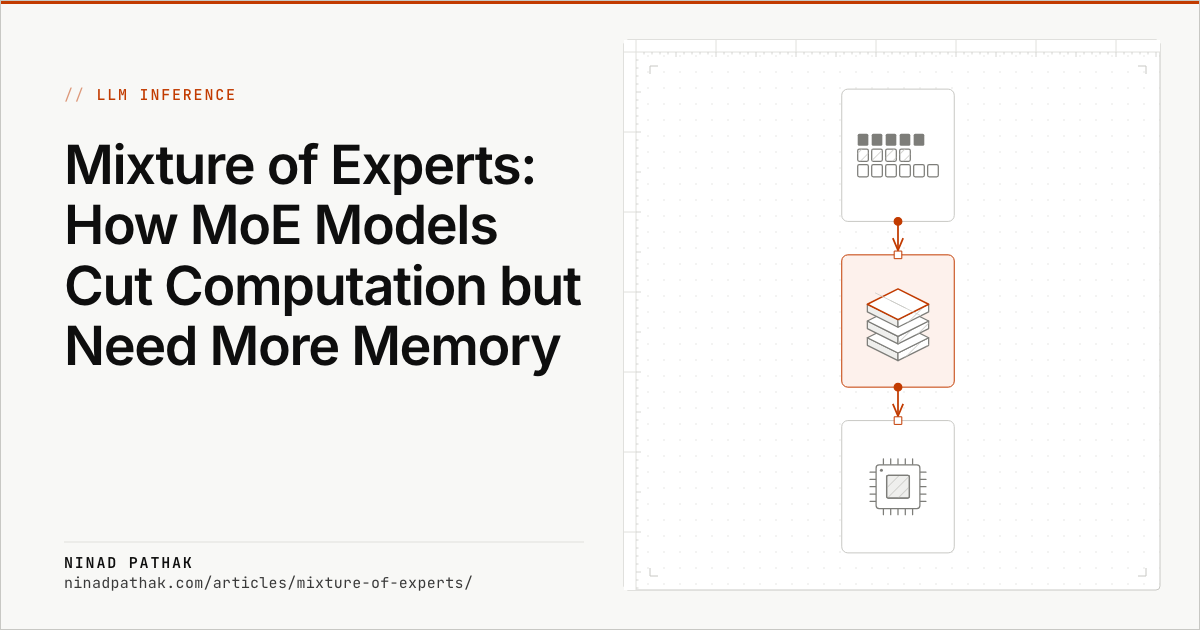 // LLM INFERENCE
Mixture of Experts:
How MoE Models
Cut Computation but
Need More Memory
NINAD PATHAK
ninadpathak.com/articles/mixture-of-experts/